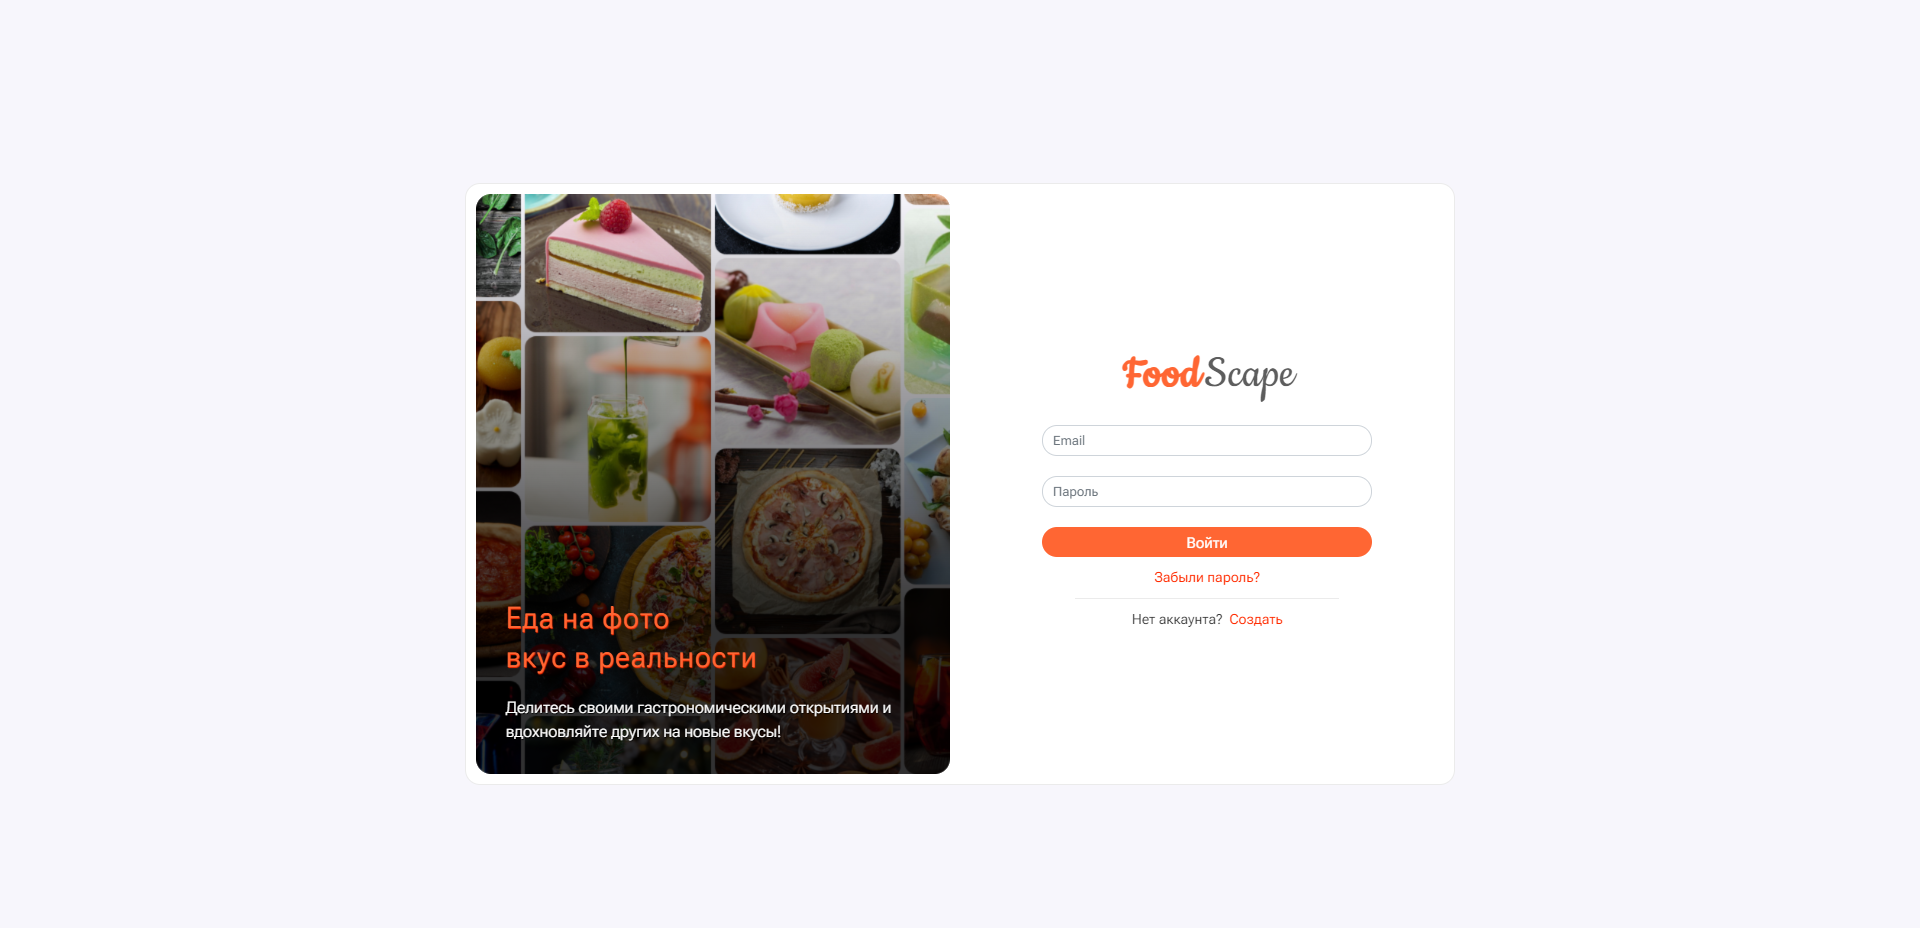 Еда на фото
вкус в реальности
Делитесь своими гастрономическими открытиями и
вдохновляйте других на новые вкусы!
FoodScape
Email
Пароль
Войти
Забыли пароль?
Нет аккаунта? Создать